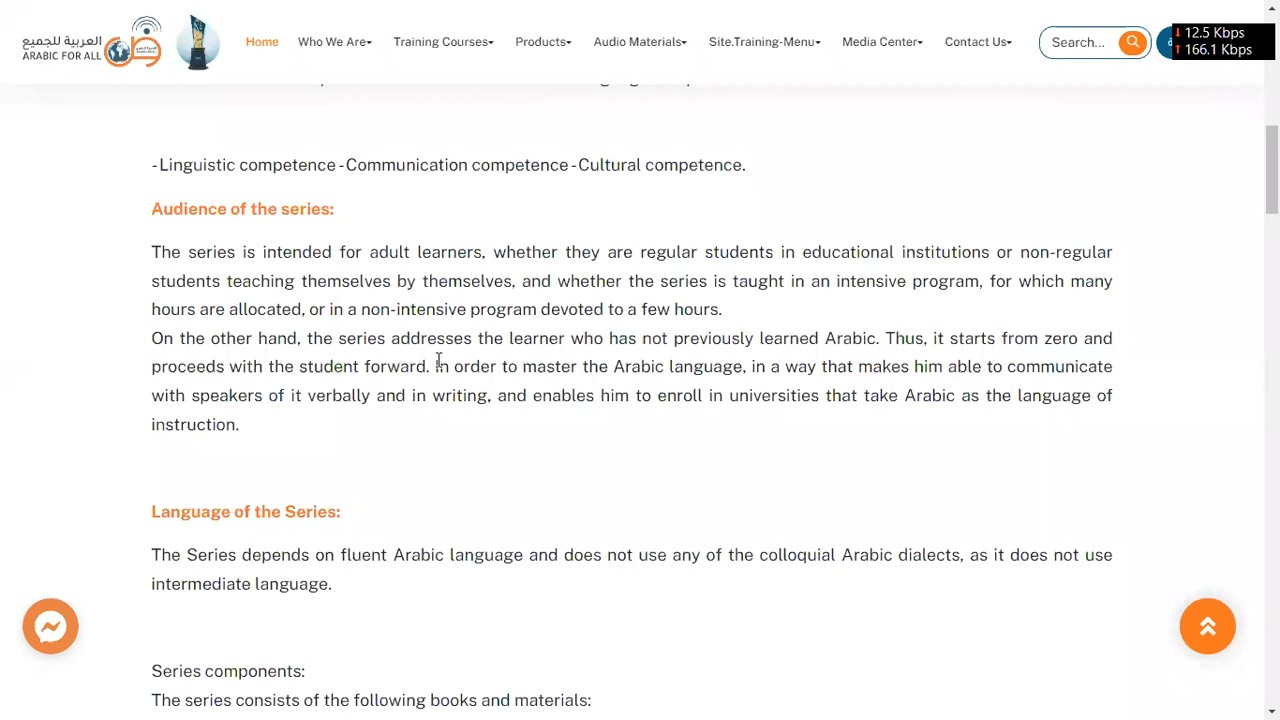 العربية للجميع
ARABIC FOR ALL
Home
Who We Are
Training Courses
Products
Audio Materials
Site.Training-Menu
Media Center
Contact Us
Search...
↓ 12.5 Kbps
↑ 166.1 Kbps
- Linguistic competence - Communication competence - Cultural competence.
Audience of the series:
The series is intended for adult learners, whether they are regular students in educational institutions or non-regular
students teaching themselves by themselves, and whether the series is taught in an intensive program, for which many
hours are allocated, or in a non-intensive program devoted to a few hours.
On the other hand, the series addresses the learner who has not previously learned Arabic. Thus, it starts from zero and
proceeds with the student forward. In order to master the Arabic language, in a way that makes him able to communicate
with speakers of it verbally and in writing, and enables him to enroll in universities that take Arabic as the language of
instruction.
Language of the Series:
The Series depends on fluent Arabic language and does not use any of the colloquial Arabic dialects, as it does not use
intermediate language.
Series components:
The series consists of the following books and materials: